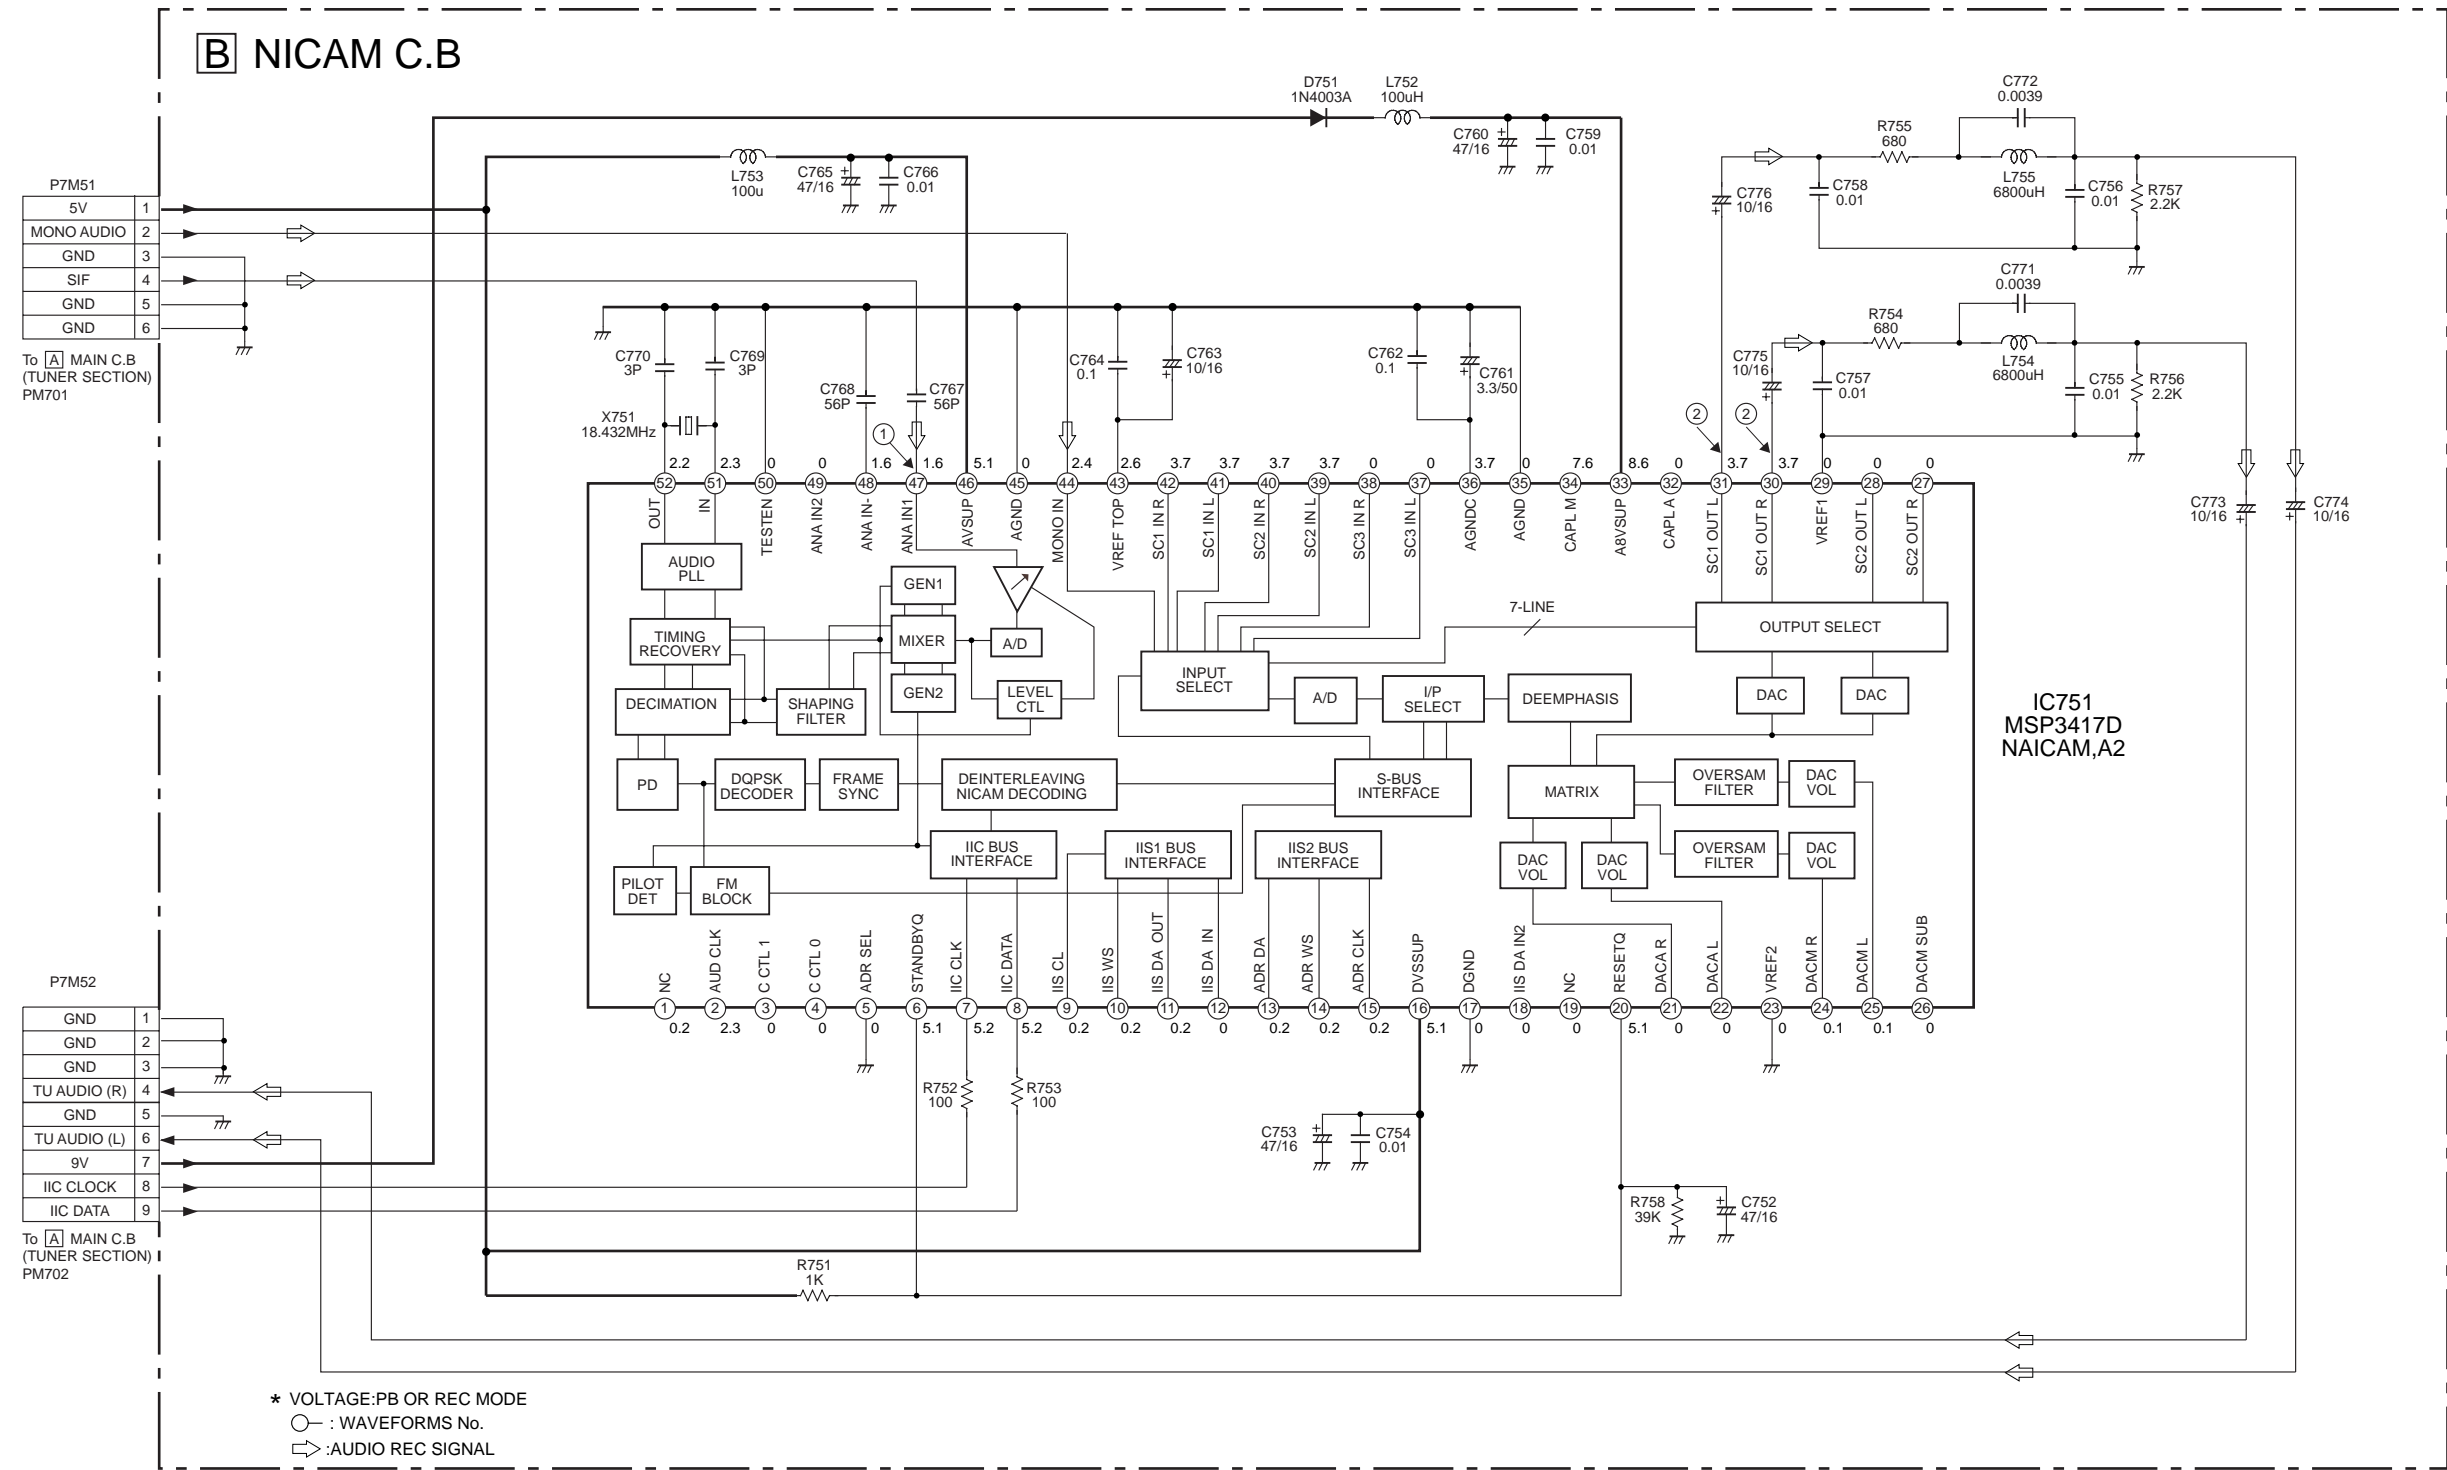 B NICAM C.B
D751
1N4003A
L752
100uH
C760
47/16
C759
0.01
C772
0.0039
R755
680
L755
6800uH
C776
10/16
C758
0.01
C756
0.01
R757
2.2K
L753
100u
C765
47/16
C766
0.01
P7M51
5V 1
MONO AUDIO 2
GND 3
SIF 4
GND 5
GND 6
To A MAIN C.B
(TUNER SECTION)
PM701
C771
0.0039
R754
680
L754
6800uH
C775
10/16
C757
0.01
C755
0.01
R756
2.2K
C770
3P
C769
3P
X751
18.432MHz
C768
56P
C767
56P
C764
0.1
C763
10/16
C762
0.1
C761
3.3/50
1
2 2
2.2 2.3 0 0 1.6 1.6 5.1 0 2.4 2.6 3.7 3.7 3.7 3.7 0 0 3.7 0 7.6 8.6 0 3.7 3.7 0 0 0
52 51 50 49 48 47 46 45 44 43 42 41 40 39 38 37 36 35 34 33 32 31 30 29 28 27
OUT
IN
TESTEN
ANA IN2
ANA IN-
ANA IN1
AVSUP
AGND
MONO IN
VREF TOP
SC1 IN R
SC1 IN L
SC2 IN R
SC2 IN L
SC3 IN R
SC3 IN L
AGNDC
AGND
CAPL M
A8VSUP
CAPL A
SC1 OUT L
SC1 OUT R
VREF1
SC2 OUT L
SC2 OUT R
C773
10/16
C774
10/16
AUDIO
PLL
GEN1
TIMING
RECOVERY
MIXER
A/D
7-LINE
OUTPUT SELECT
DECIMATION
SHAPING
FILTER
GEN2
LEVEL
CTL
INPUT
SELECT
A/D
I/P
SELECT
DEEMPHASIS
DAC
DAC
IC751
MSP3417D
NAICAM,A2
PD
DQPSK
DECODER
FRAME
SYNC
DEINTERLEAVING
NICAM DECODING
S-BUS
INTERFACE
MATRIX
OVERSAM
FILTER
DAC
VOL
IIC BUS
INTERFACE
IIS1 BUS
INTERFACE
IIS2 BUS
INTERFACE
DAC
VOL
DAC
VOL
OVERSAM
FILTER
DAC
VOL
PILOT
DET
FM
BLOCK
NC
AUD CLK
C CTL 1
C CTL 0
ADR SEL
STANDBYQ
IIC CLK
IIC DATA
IIS CL
IIS WS
IIS DA OUT
IIS DA IN
ADR DA
ADR WS
ADR CLK
DVSSUP
DGND
IIS DA IN2
NC
RESETQ
DACA R
DACA L
VREF2
DACM R
DACM L
DACM SUB
1 2 3 4 5 6 7 8 9 10 11 12 13 14 15 16 17 18 19 20 21 22 23 24 25 26
0.2 2.3 0 0 0 5.1 5.2 5.2 0.2 0.2 0.2 0 0.2 0.2 0.2 5.1 0 0 0 5.1 0 0 0 0.1 0.1 0
P7M52
GND 1
GND 2
GND 3
TU AUDIO (R) 4
GND 5
TU AUDIO (L) 6
9V 7
IIC CLOCK 8
IIC DATA 9
To A MAIN C.B
(TUNER SECTION)
PM702
R752
100
R753
100
C753
47/16
C754
0.01
R758
39K
C752
47/16
R751
1K
* VOLTAGE:PB OR REC MODE
: WAVEFORMS No.
:AUDIO REC SIGNAL